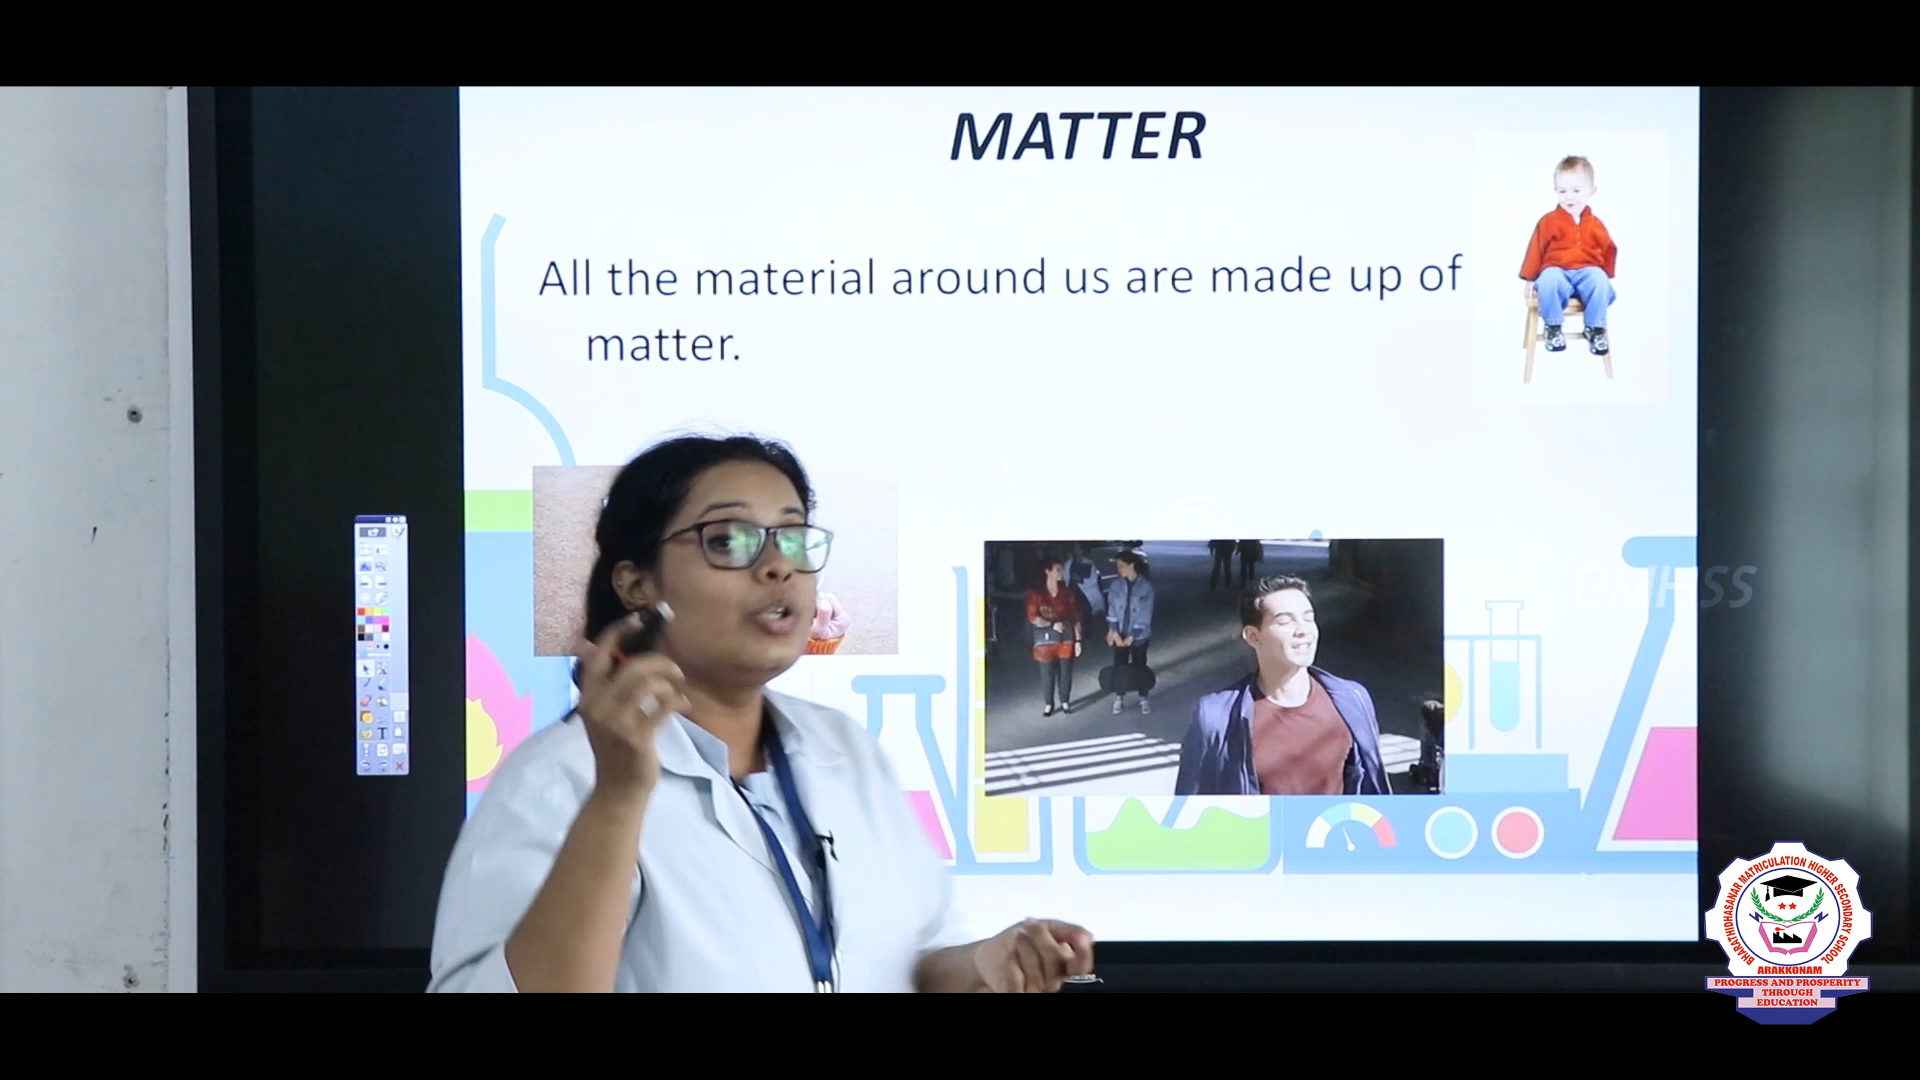 MATTER
All the material around us are made up of
matter.
BMHSS
BHARATHIDHASANAR MATRICULATION HIGHER SECONDARY SCHOOL
ARAKKONAM
PROGRESS AND PROSPERITY
THROUGH
EDUCATION